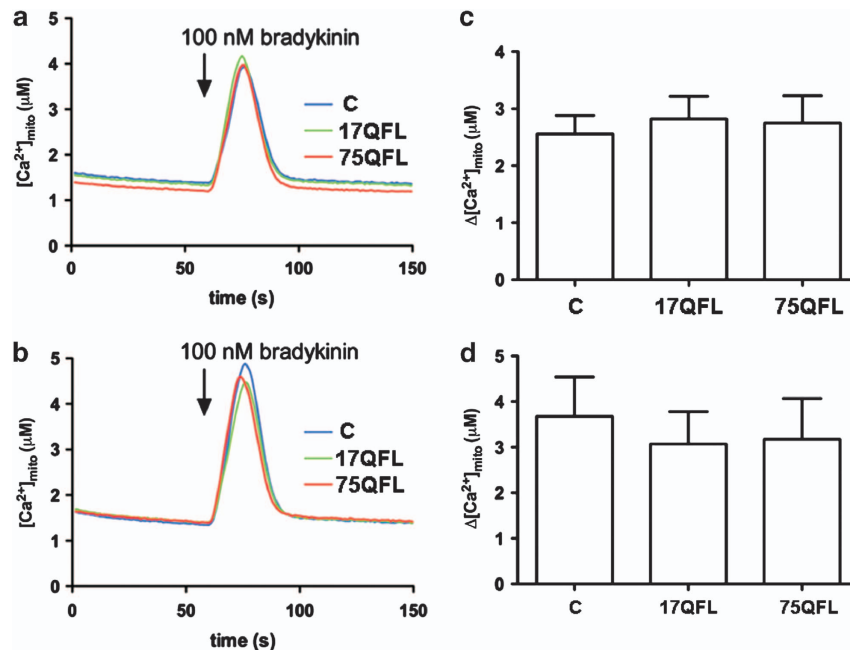 a
100 nM bradykinin
[Ca²⁺]mito (μM)
5
4
3
2
1
0
C
17QFL
75QFL
0
50
100
150
time (s)
c
Δ[Ca²⁺]mito (μM)
4
3
2
1
0
C
17QFL
75QFL
b
100 nM bradykinin
[Ca²⁺]mito (μM)
5
4
3
2
1
0
C
17QFL
75QFL
0
50
100
150
time (s)
d
Δ[Ca²⁺]mito (μM)
5
4
3
2
1
0
C
17QFL
75QFL